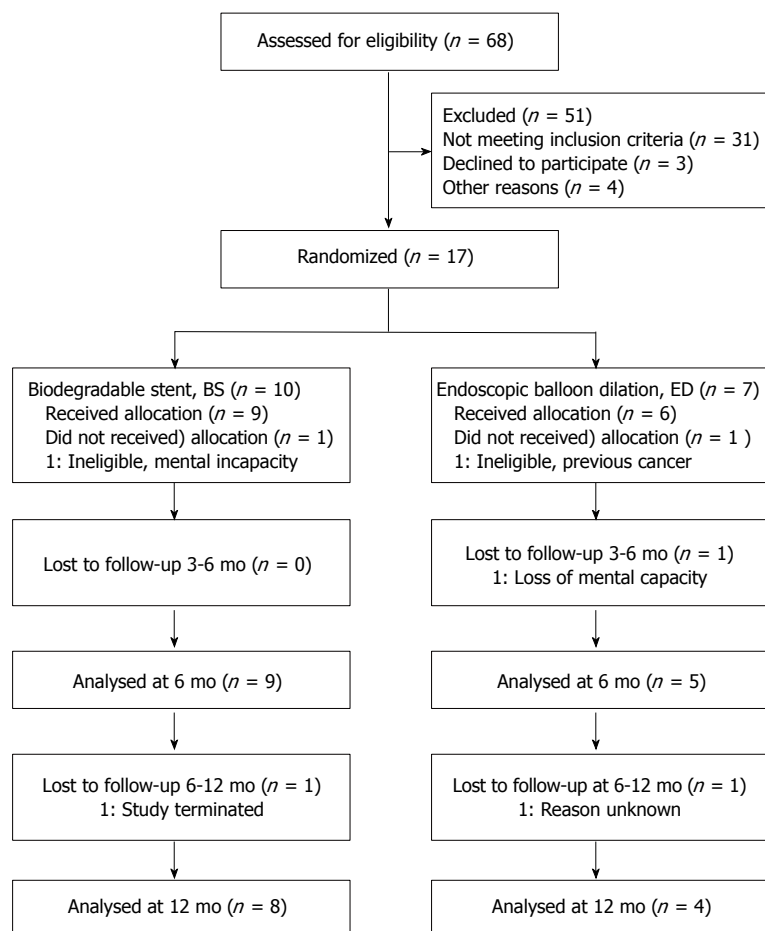 Assessed for eligibility (n = 68)
Excluded (n = 51)
Not meeting inclusion criteria (n = 31)
Declined to participate (n = 3)
Other reasons (n = 4)
Randomized (n = 17)
Biodegradable stent, BS (n = 10)
Received allocation (n = 9)
Did not received) allocation (n = 1)
1: Ineligible, mental incapacity
Endoscopic balloon dilation, ED (n = 7)
Received allocation (n = 6)
Did not received) allocation (n = 1 )
1: Ineligible, previous cancer
Lost to follow-up 3-6 mo (n = 0)
Lost to follow-up 3-6 mo (n = 1)
1: Loss of mental capacity
Analysed at 6 mo (n = 9)
Analysed at 6 mo (n = 5)
Lost to follow-up 6-12 mo (n = 1)
1: Study terminated
Lost to follow-up at 6-12 mo (n = 1)
1: Reason unknown
Analysed at 12 mo (n = 8)
Analysed at 12 mo (n = 4)